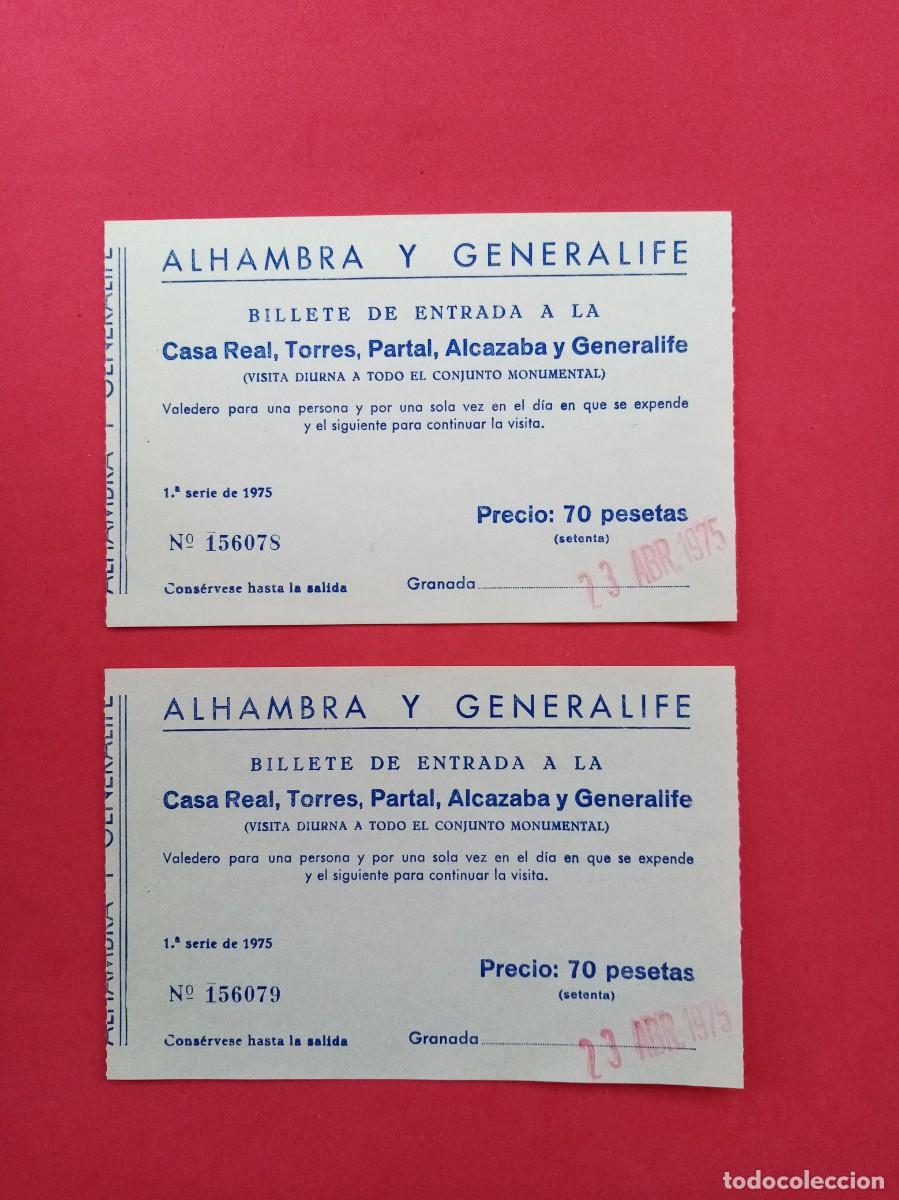 ALHAMBRA Y GENERALIFE
ALHAMBRA Y GENERALIFE
BILLETE DE ENTRADA A LA
Casa Real, Torres, Partal, Alcazaba y Generalife
(VISITA DIURNA A TODO EL CONJUNTO MONUMENTAL)
Valedero para una persona y por una sola vez en el día en que se expende
y el siguiente para continuar la visita.
1.ª serie de 1975
Precio: 70 pesetas
(setenta)
Nº 156078
Consérvese hasta la salida
Granada
23 ABR. 1975
ALHAMBRA Y GENERALIFE
ALHAMBRA Y GENERALIFE
BILLETE DE ENTRADA A LA
Casa Real, Torres, Partal, Alcazaba y Generalife
(VISITA DIURNA A TODO EL CONJUNTO MONUMENTAL)
Valedero para una persona y por una sola vez en el día en que se expende
y el siguiente para continuar la visita.
1.ª serie de 1975
Precio: 70 pesetas
(setenta)
Nº 156079
Consérvese hasta la salida
Granada
23 ABR. 1975
todocoleccion